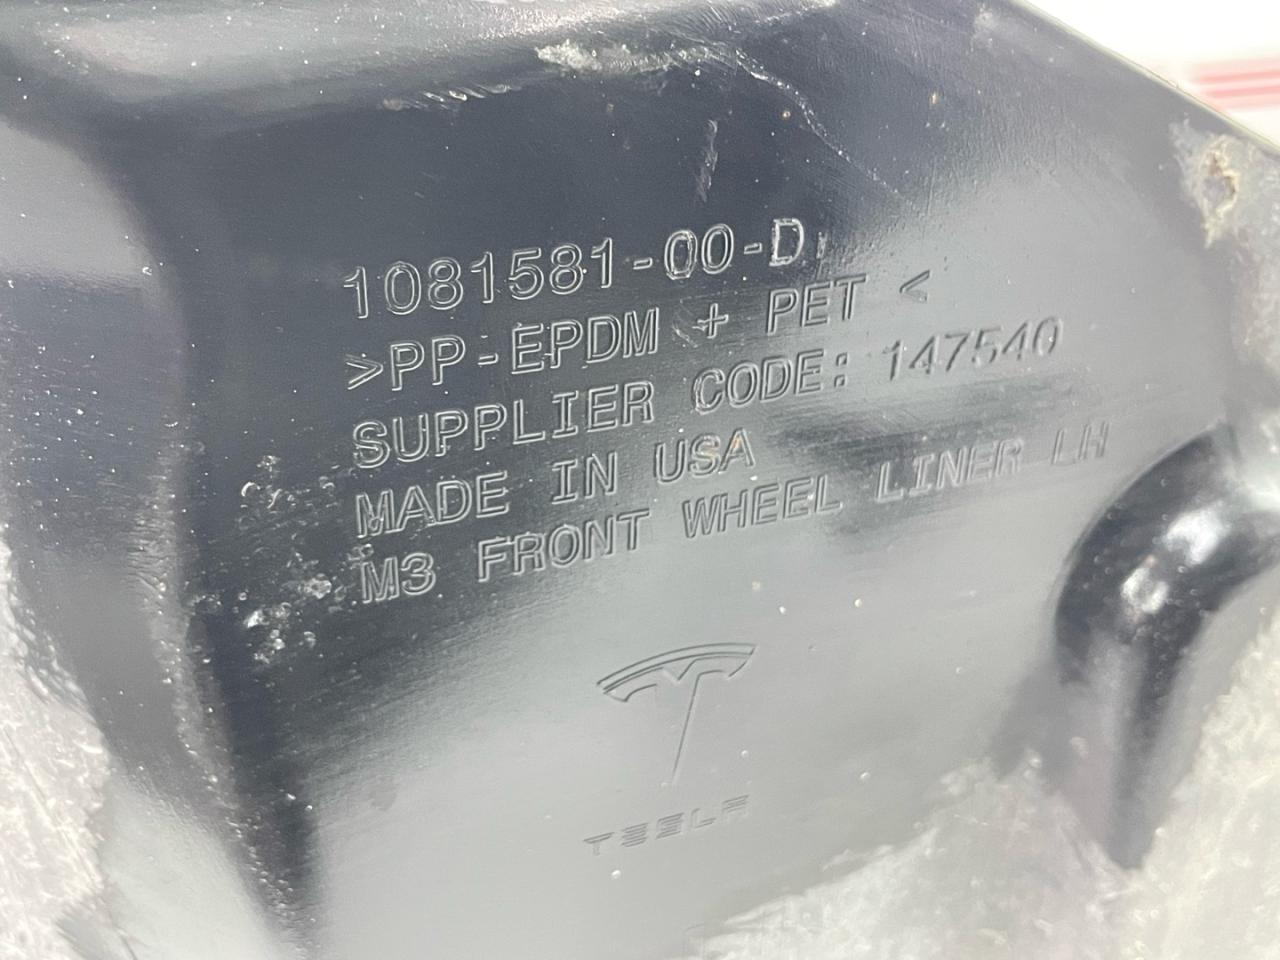 1081581-00-D
>PP-EPDM + PET <
SUPPLIER CODE: 147540
MADE IN USA
M3 FRONT WHEEL LINER LH
TESLA